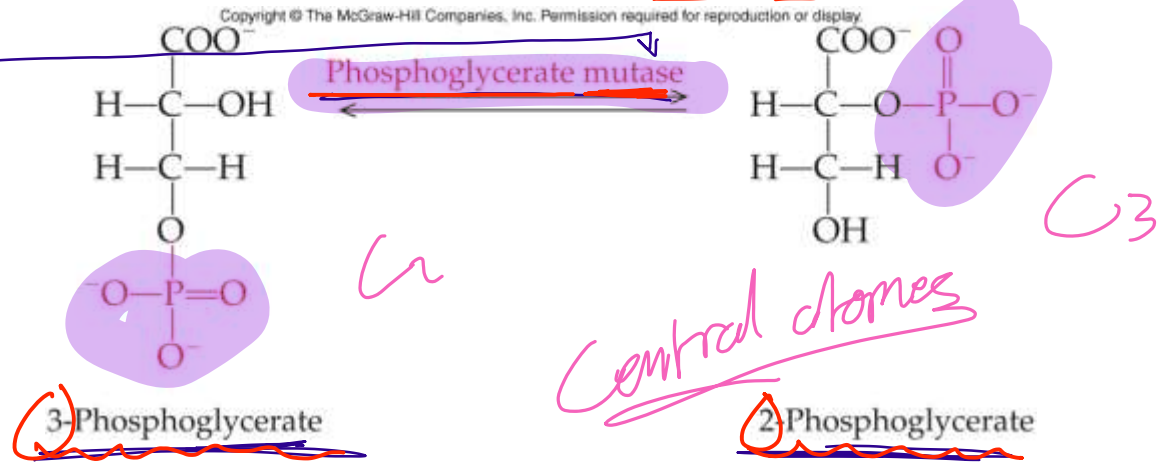 Copyright © The McGraw-Hill Companies, Inc. Permission required for reproduction or display.
COO⁻
Phosphoglycerate mutase
COO⁻ O
H—C—OH
H—C—O—P—O⁻
H—C—H
H—C—H O⁻
O
OH
C3
⁻O—P=O
O⁻
Central atomes
3-Phosphoglycerate
2-Phosphoglycerate